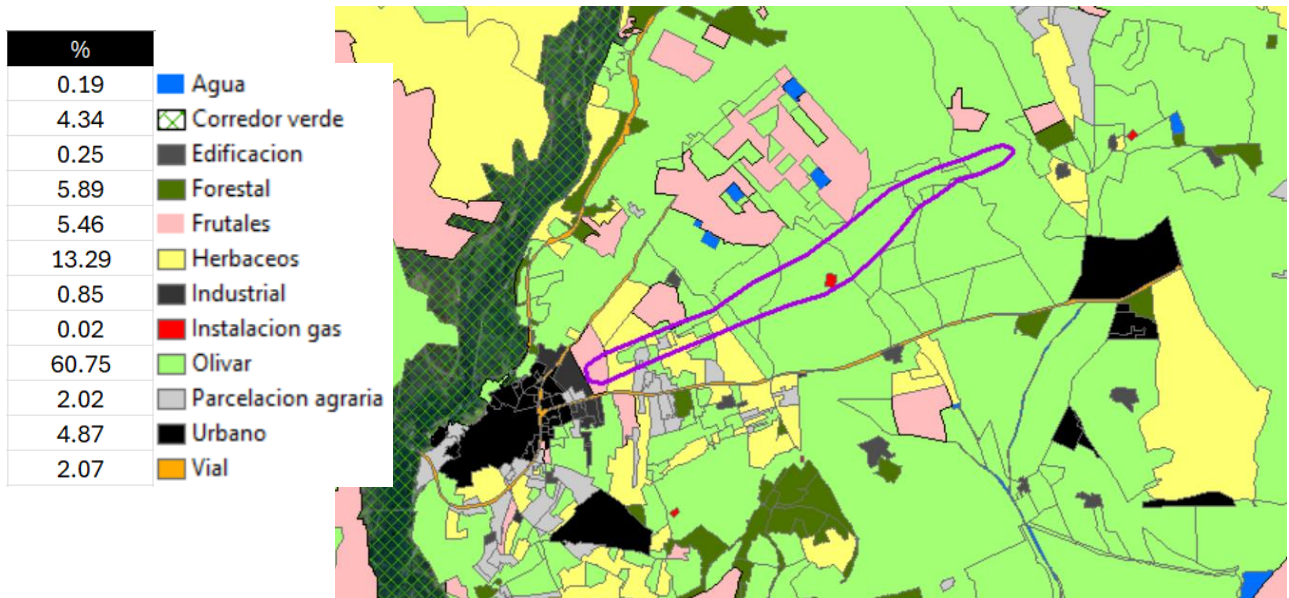 %
0.19 Agua
4.34 Corredor verde
0.25 Edificacion
5.89 Forestal
5.46 Frutales
13.29 Herbaceos
0.85 Industrial
0.02 Instalacion gas
60.75 Olivar
2.02 Parcelacion agraria
4.87 Urbano
2.07 Vial